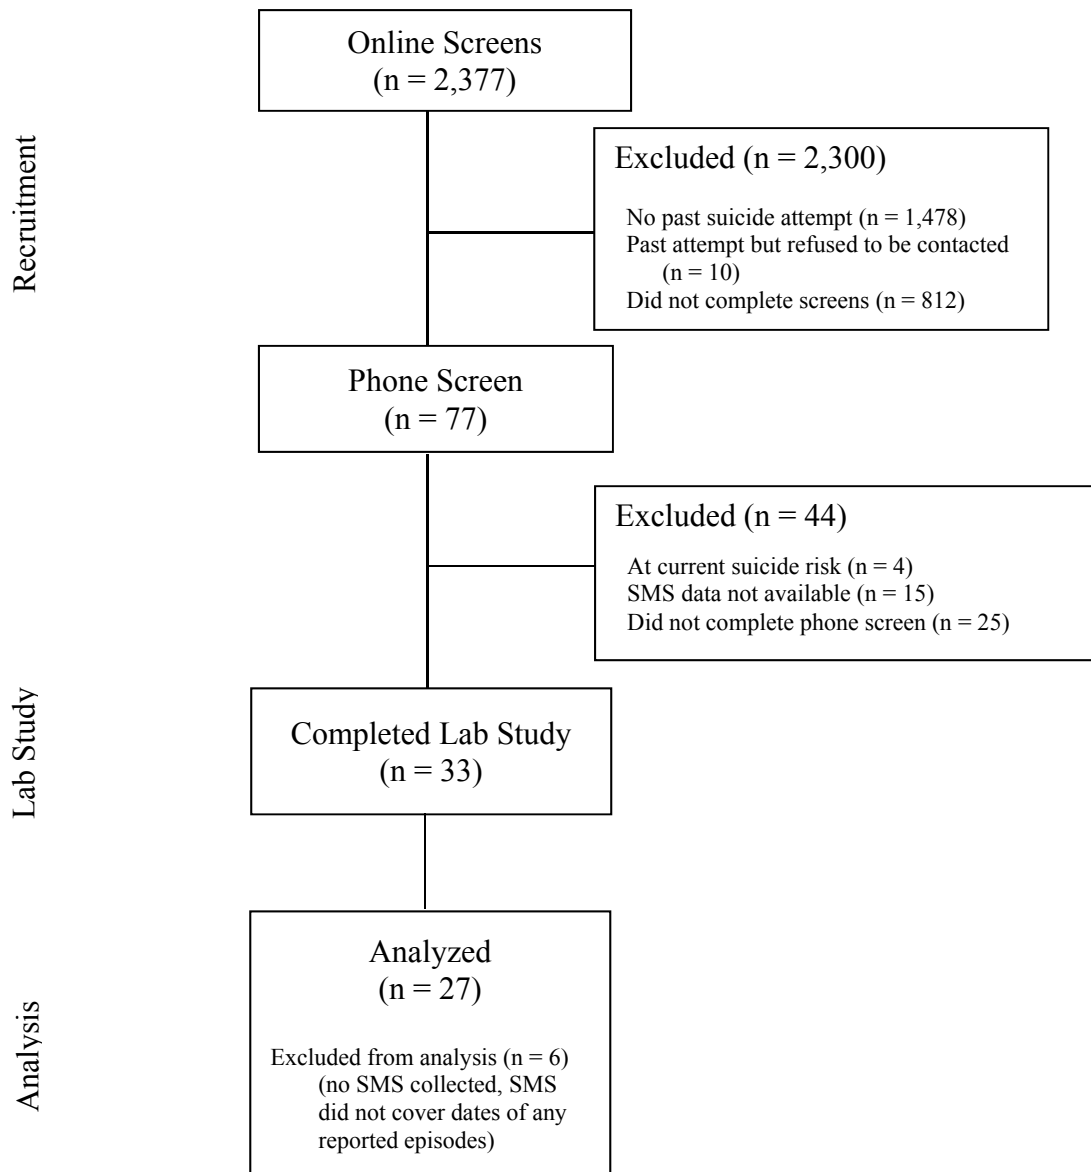 Online Screens
(n = 2,377)
Recruitment
Excluded (n = 2,300)
No past suicide attempt (n = 1,478)
Past attempt but refused to be contacted
(n = 10)
Did not complete screens (n = 812)
Phone Screen
(n = 77)
Excluded (n = 44)
At current suicide risk (n = 4)
SMS data not available (n = 15)
Did not complete phone screen (n = 25)
Lab Study
Completed Lab Study
(n = 33)
Analysis
Analyzed
(n = 27)
Excluded from analysis (n = 6)
(no SMS collected, SMS
did not cover dates of any
reported episodes)